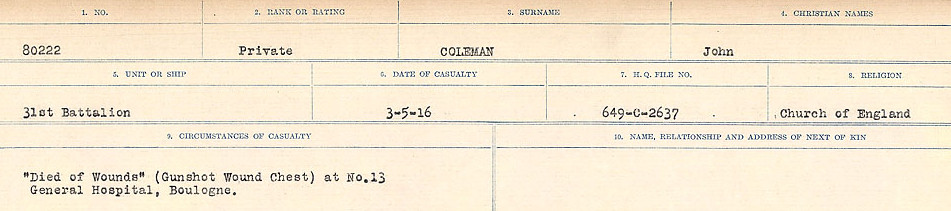 1. NO. 2. RANK OR RATING 3. SURNAME 4. CHRISTIAN NAMES
80222 Private COLEMAN John
5. UNIT OR SHIP 6. DATE OF CASUALTY 7. H.Q. FILE NO. 8. RELIGION
31st Battalion 3-5-16 649-C-2637 Church of England
9. CIRCUMSTANCES OF CASUALTY 10. NAME, RELATIONSHIP AND ADDRESS OF NEXT OF KIN
"Died of Wounds" (Gunshot Wound Chest) at No.13
General Hospital, Boulogne.